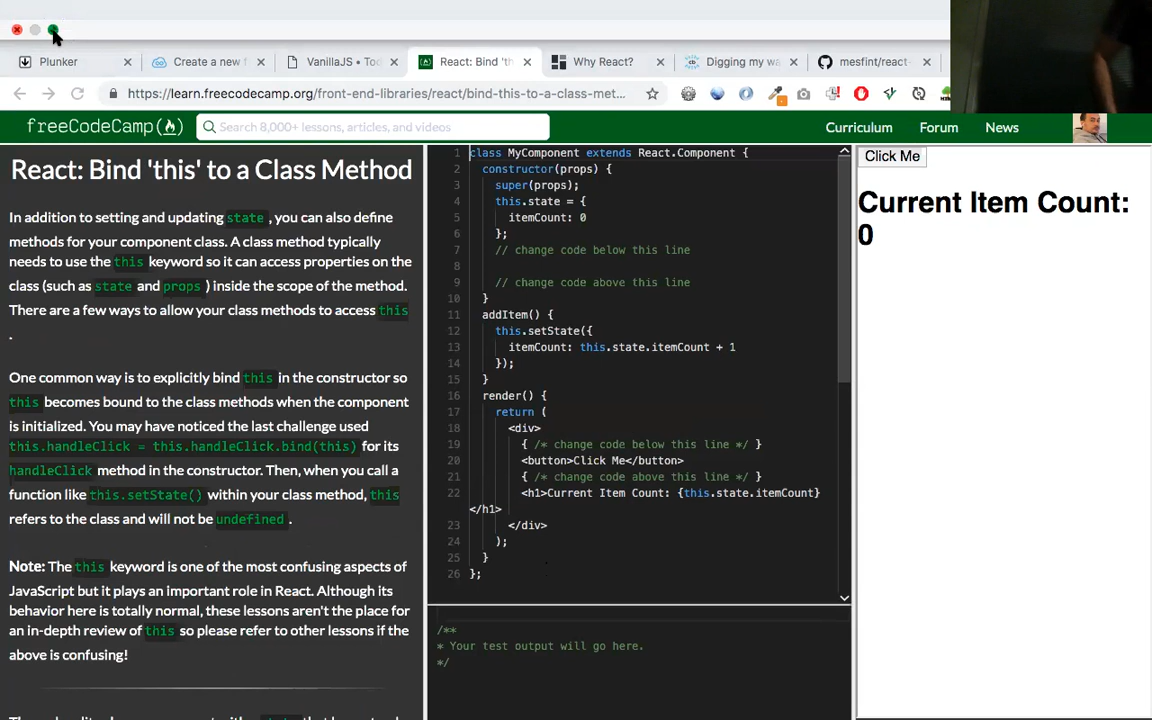 Plunker
Create a new f
VanillaJS • Too
React: Bind 'th
Why React?
Digging my wa
mesfint/react-
https://learn.freecodecamp.org/front-end-libraries/react/bind-this-to-a-class-met...
freeCodeCamp
Search 8,000+ lessons, articles, and videos
Curriculum
Forum
News
React: Bind 'this' to a Class Method
In addition to setting and updating state , you can also define
methods for your component class. A class method typically
needs to use the this keyword so it can access properties on the
class (such as state and props ) inside the scope of the method.
There are a few ways to allow your class methods to access this
.
One common way is to explicitly bind this in the constructor so
this becomes bound to the class methods when the component
is initialized. You may have noticed the last challenge used
this.handleClick = this.handleClick.bind(this) for its
handleClick method in the constructor. Then, when you call a
function like this.setState() within your class method, this
refers to the class and will not be undefined .
Note: The this keyword is one of the most confusing aspects of
JavaScript but it plays an important role in React. Although its
behavior here is totally normal, these lessons aren't the place for
an in-depth review of this so please refer to other lessons if the
above is confusing!
1 class MyComponent extends React.Component {
2 constructor(props) {
3 super(props);
4 this.state = {
5 itemCount: 0
6 };
7 // change code below this line
8
9 // change code above this line
10 }
11 addItem() {
12 this.setState({
13 itemCount: this.state.itemCount + 1
14 });
15 }
16 render() {
17 return (
18 <div>
19 { /* change code below this line */ }
20 <button>Click Me</button>
21 { /* change code above this line */ }
22 <h1>Current Item Count: {this.state.itemCount}
</h1>
23 </div>
24 );
25 }
26 };
/**
* Your test output will go here.
*/
Click Me
Current Item Count:
0